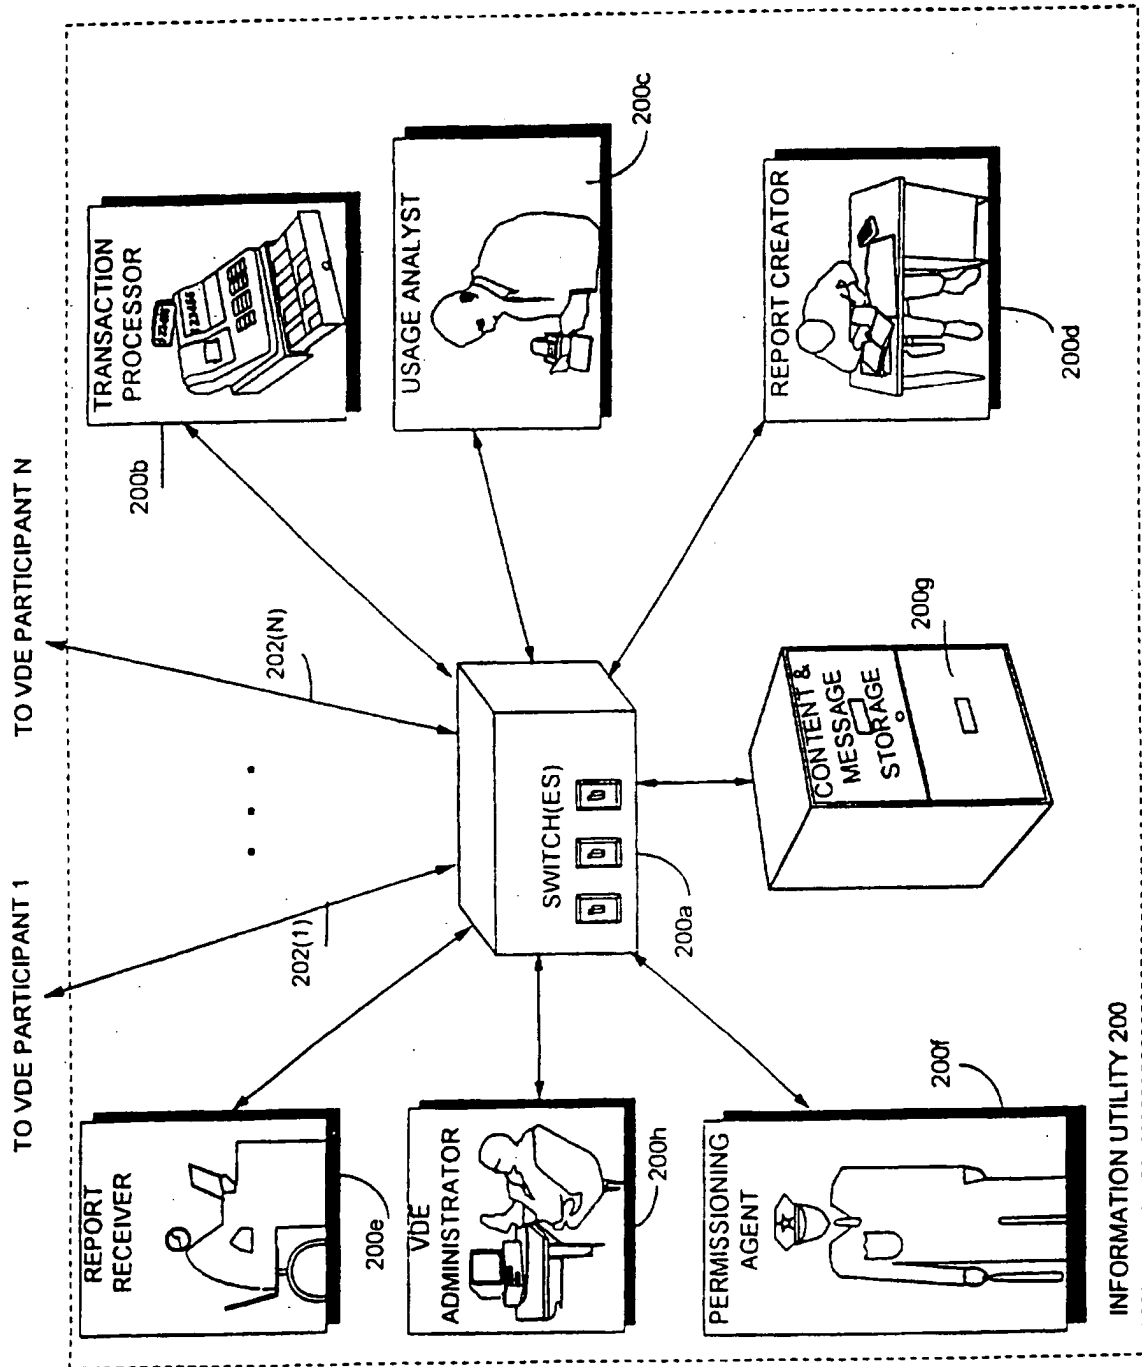 TO VDE PARTICIPANT 1
TO VDE PARTICIPANT N
REPORT
RECEIVER
200e
202(1)
202(N)
200b
TRANSACTION
PROCESSOR
VDE
ADMINISTRATOR
200h
SWITCH(ES)
200a
USAGE ANALYST
200c
PERMISSIONING
AGENT
200f
CONTENT &
MESSAGE
STORAGE
200g
REPORT CREATOR
200d
INFORMATION UTILITY 200